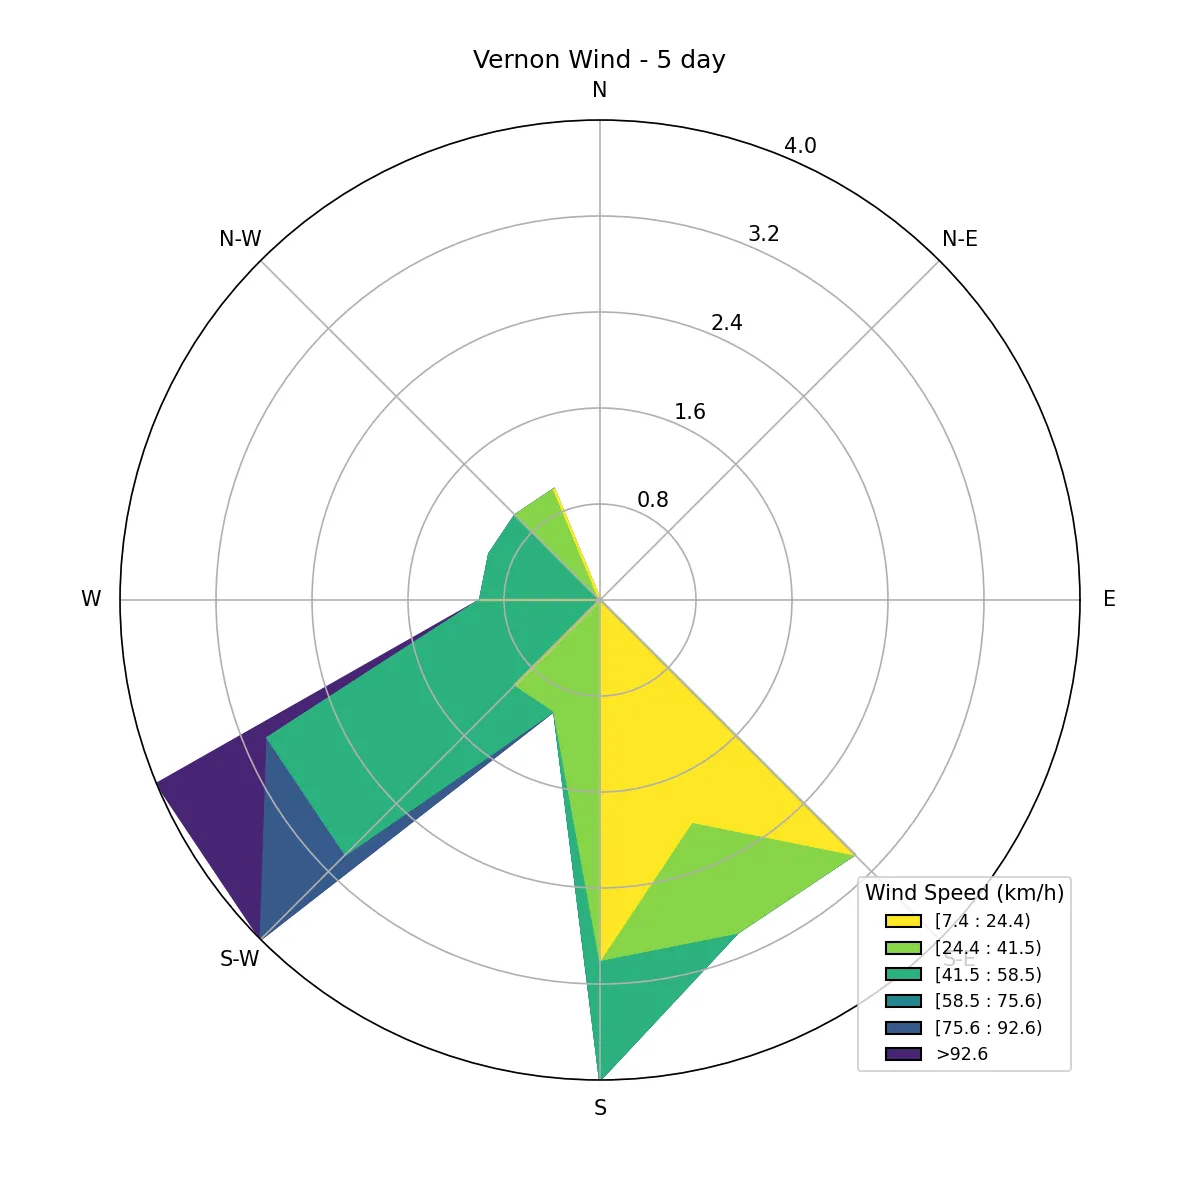 Vernon Wind - 5 day
N
4.0
N-W
3.2
N-E
2.4
1.6
0.8
W
E
Wind Speed (km/h)
[7.4 : 24.4)
[24.4 : 41.5)
S-W
S-E
[41.5 : 58.5)
[58.5 : 75.6)
[75.6 : 92.6)
>92.6
S